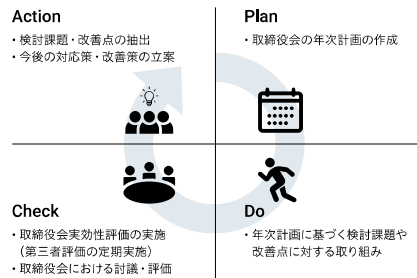 Action
・検討課題・改善点の抽出
・今後の対応策・改善策の立案
Plan
・取締役会の年次計画の作成
Check
・取締役会実効性評価の実施
（第三者評価の定期実施）
・取締役会における討議・評価
Do
・年次計画に基づく検討課題や
改善点に対する取り組み